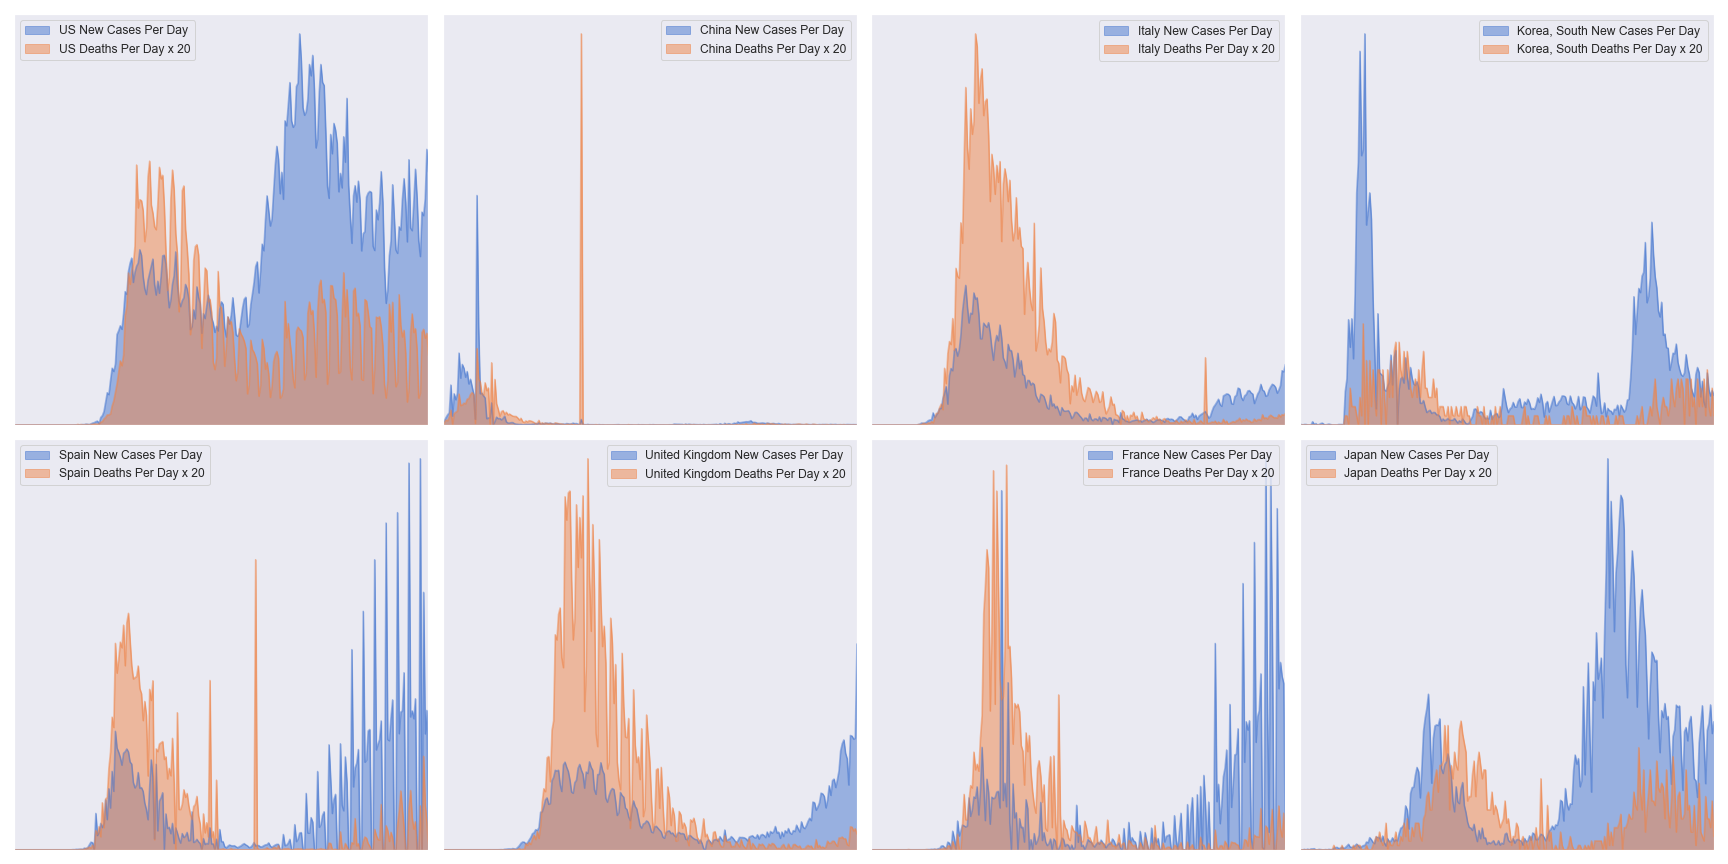 US New Cases Per Day
US Deaths Per Day x 20
China New Cases Per Day
China Deaths Per Day x 20
Italy New Cases Per Day
Italy Deaths Per Day x 20
Korea, South New Cases Per Day
Korea, South Deaths Per Day x 20
Spain New Cases Per Day
Spain Deaths Per Day x 20
United Kingdom New Cases Per Day
United Kingdom Deaths Per Day x 20
France New Cases Per Day
France Deaths Per Day x 20
Japan New Cases Per Day
Japan Deaths Per Day x 20